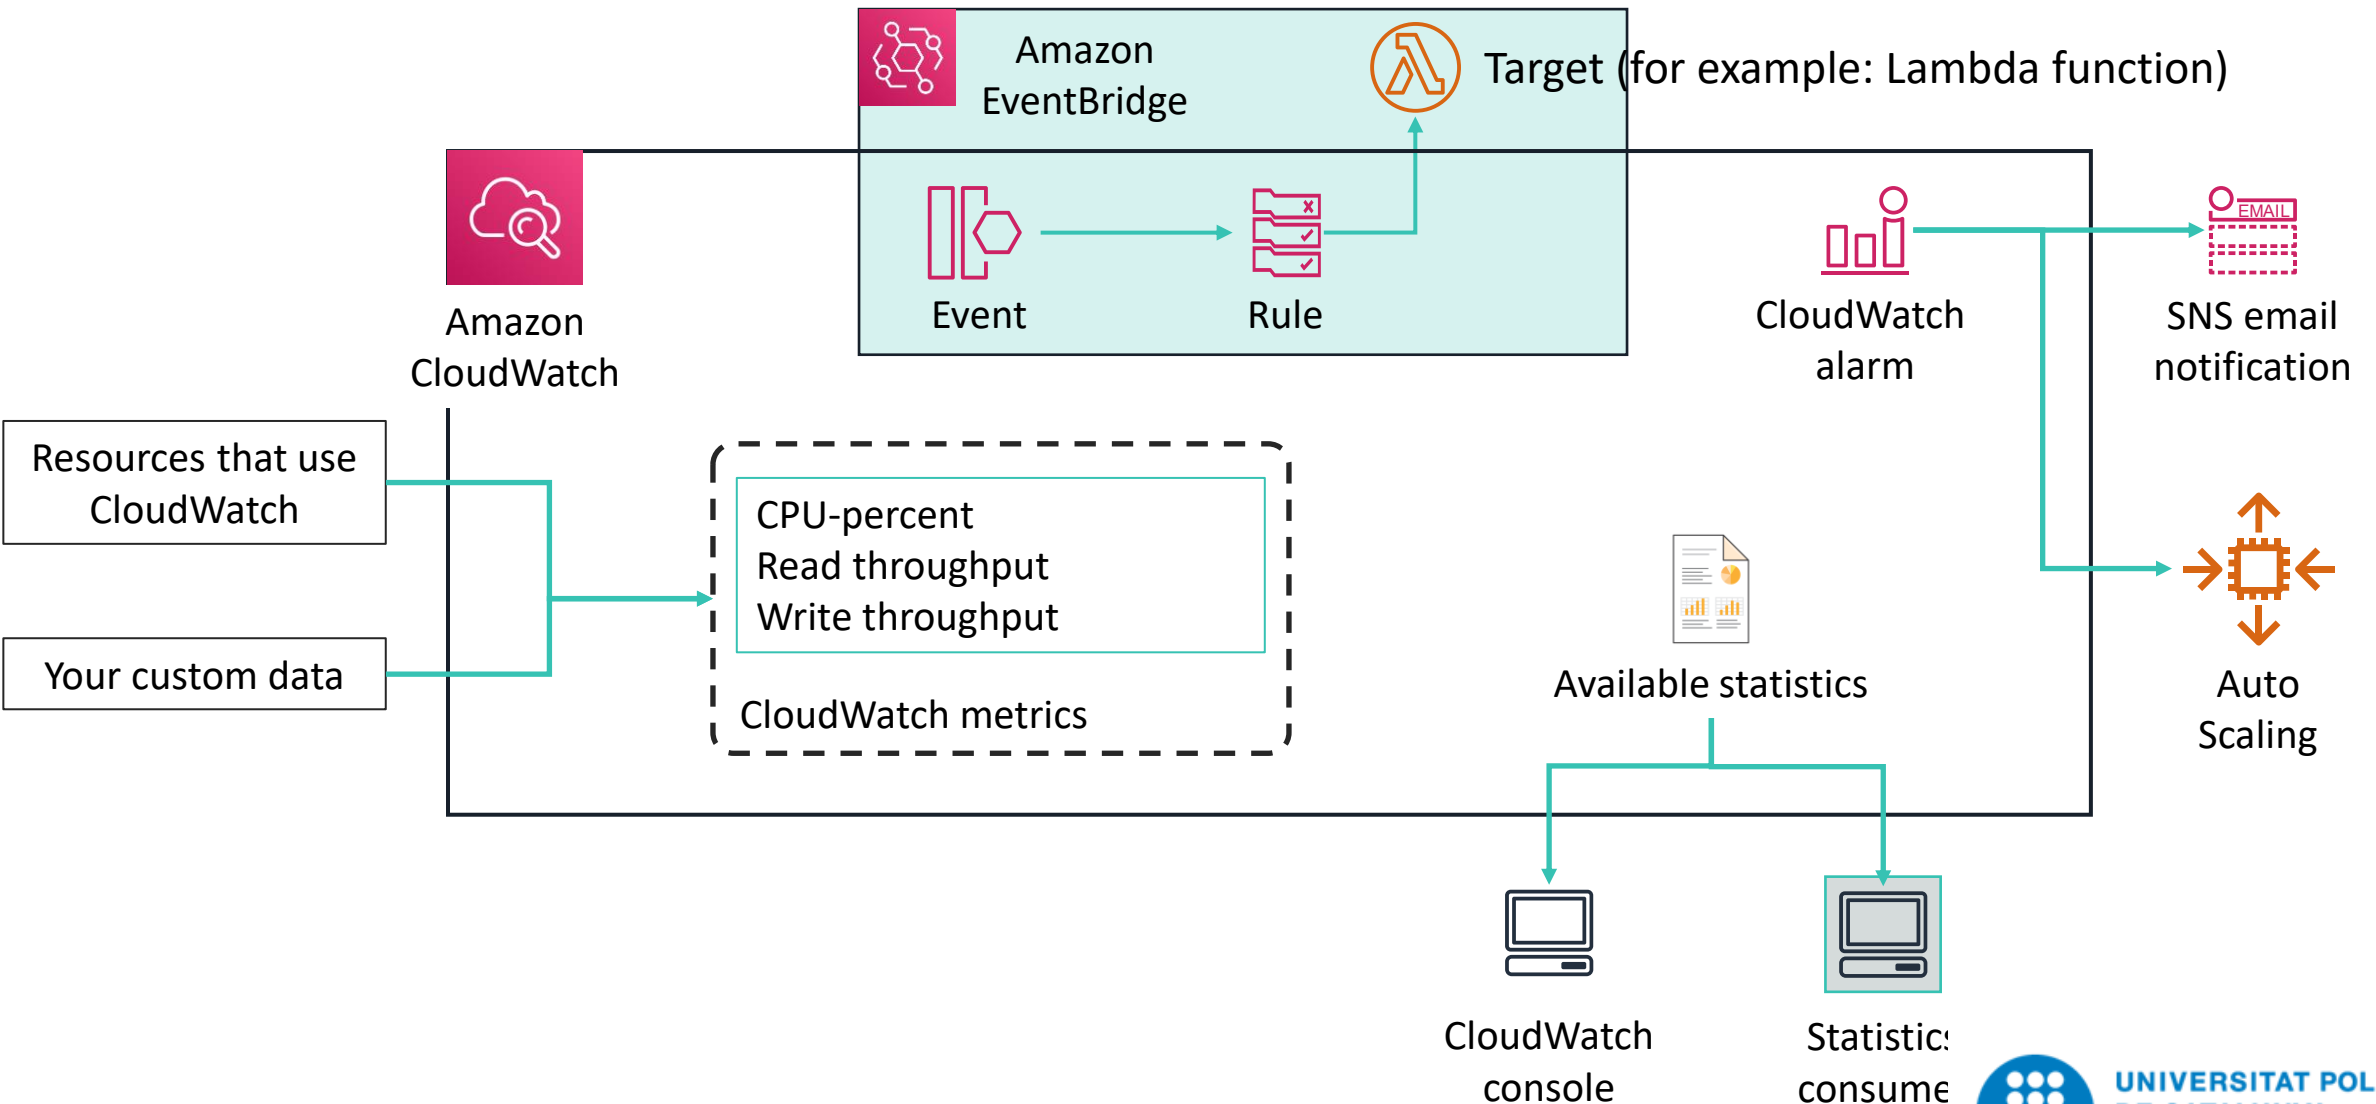 Amazon
EventBridge
Target (for example: Lambda function)
EMAIL
Event
Rule
Amazon
CloudWatch
CloudWatch
alarm
SNS email
notification
Resources that use
CloudWatch
CPU-percent
Read throughput
Write throughput
CloudWatch metrics
Your custom data
Available statistics
Auto
Scaling
CloudWatch
console
Statistics
consume
UNIVERSITAT POL